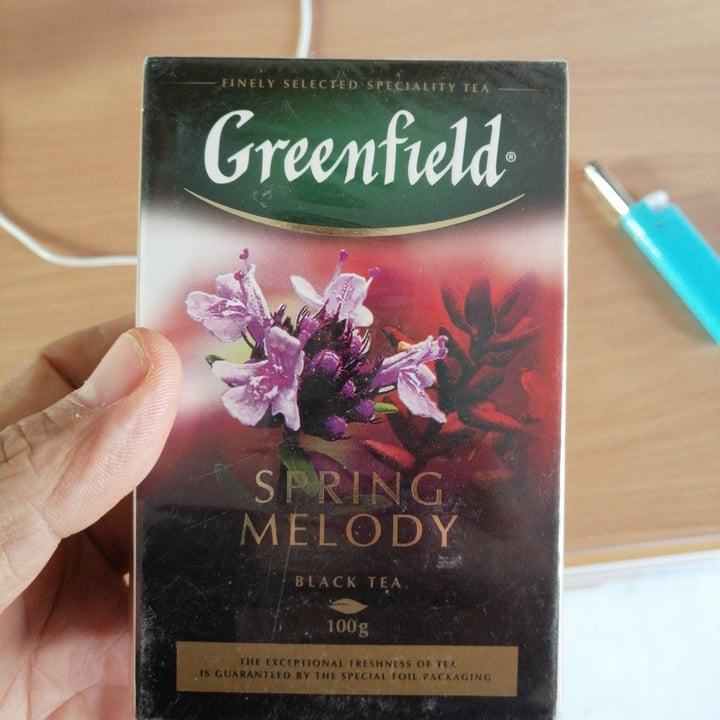 FINELY SELECTED SPECIALITY TEA
Greenfield®
SPRING
MELODY
BLACK TEA
100g
THE EXCEPTIONAL FRESHNESS OF TEA
IS GUARANTEED BY THE SPECIAL FOIL PACKAGING